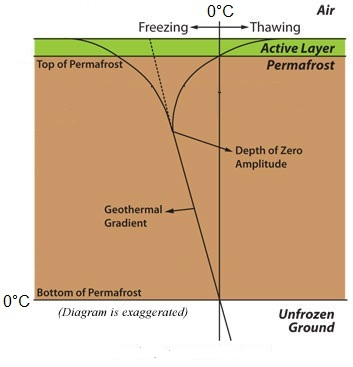 0°C
Air
Freezing
Thawing
Active Layer
Top of Permafrost
Permafrost
Depth of Zero
Amplitude
Geothermal
Gradient
Bottom of Permafrost
0°C
(Diagram is exaggerated)
Unfrozen
Ground